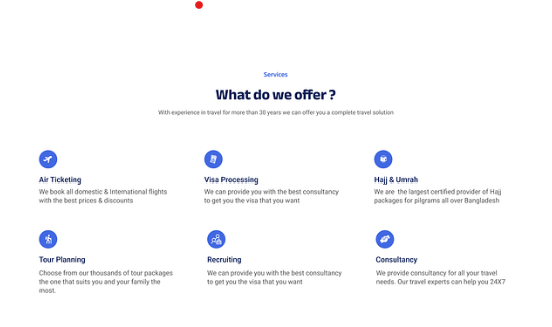 Services
What do we offer ?
With experience in travel for more than 30 years we can offer you a complete travel solution
Air Ticketing
We book all domestic & International flights
with the best prices & discounts
Visa Processing
We can provide you with the best consultancy
to get you the visa that you want
Hajj & Umrah
We are the largest certified provider of Hajj
packages for pilgrams all over Bangladesh
Tour Planning
Choose from our thousands of tour packages
the one that suits you and your family the
most.
Recruiting
We can provide you with the best consultancy
to get you the visa that you want
Consultancy
We provide consultancy for all your travel
needs. Our travel experts can help you 24X7